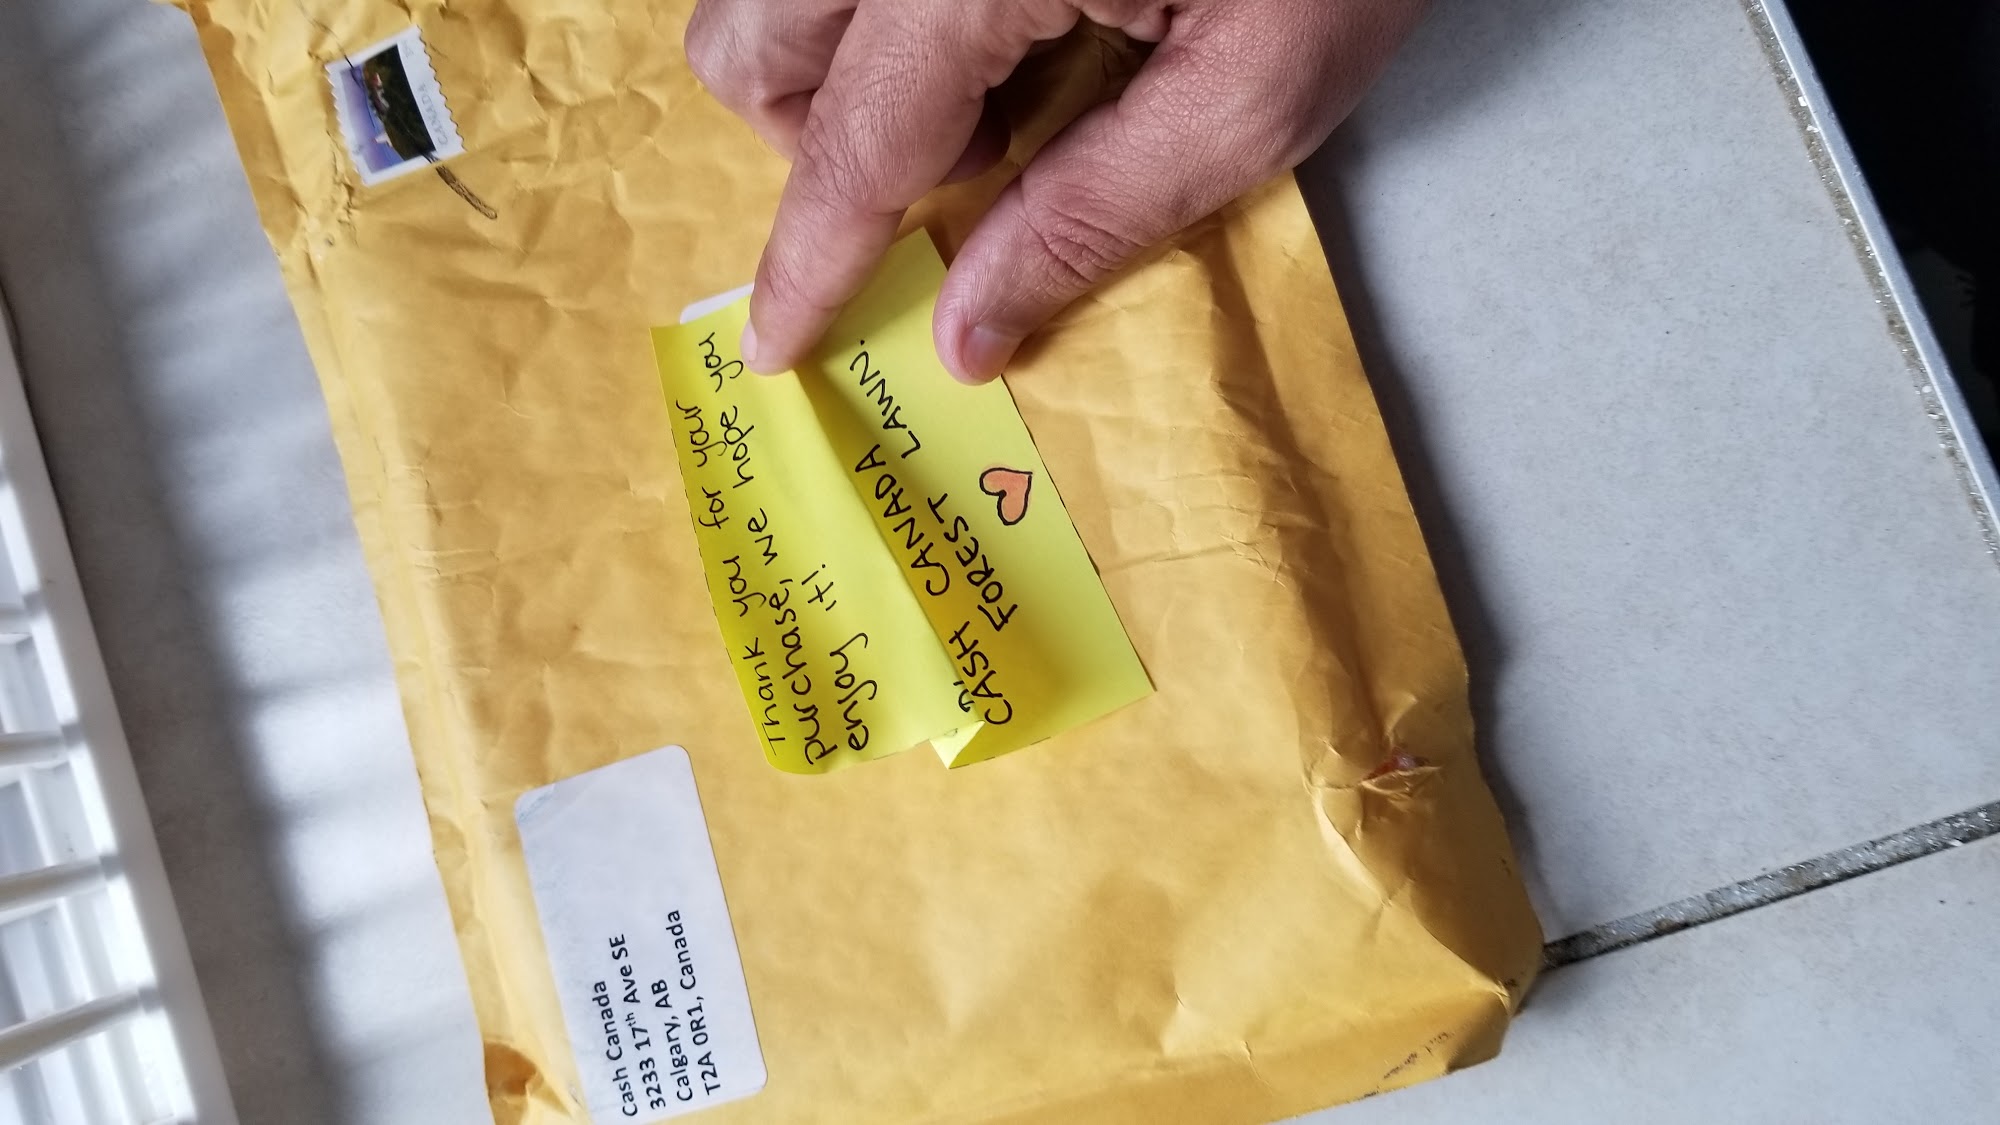 CANADA
Thank you for your
purchase, we hope you
enjoy it!
CASH CANADA
FOREST LAWN.
Cash Canada
3233 17th Ave SE
Calgary, AB
T2A 0R1, Canada